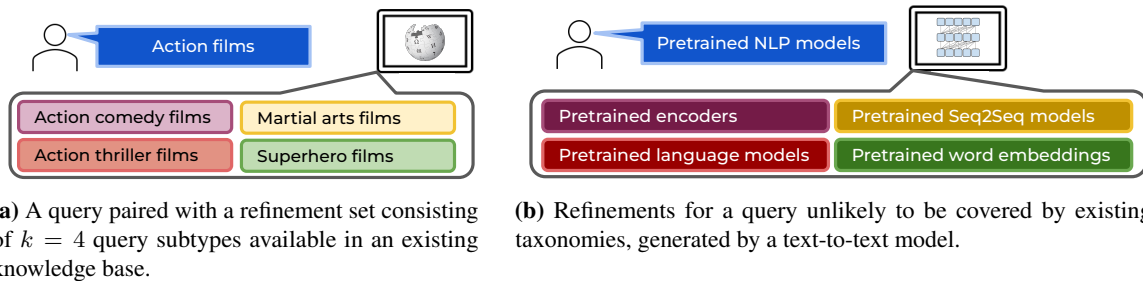 Action films
Action comedy films
Martial arts films
Action thriller films
Superhero films
a) A query paired with a refinement set consisting
of k = 4 query subtypes available in an existing
knowledge base.
Pretrained NLP models
Pretrained encoders
Pretrained Seq2Seq models
Pretrained language models
Pretrained word embeddings
(b) Refinements for a query unlikely to be covered by existing
taxonomies, generated by a text-to-text model.